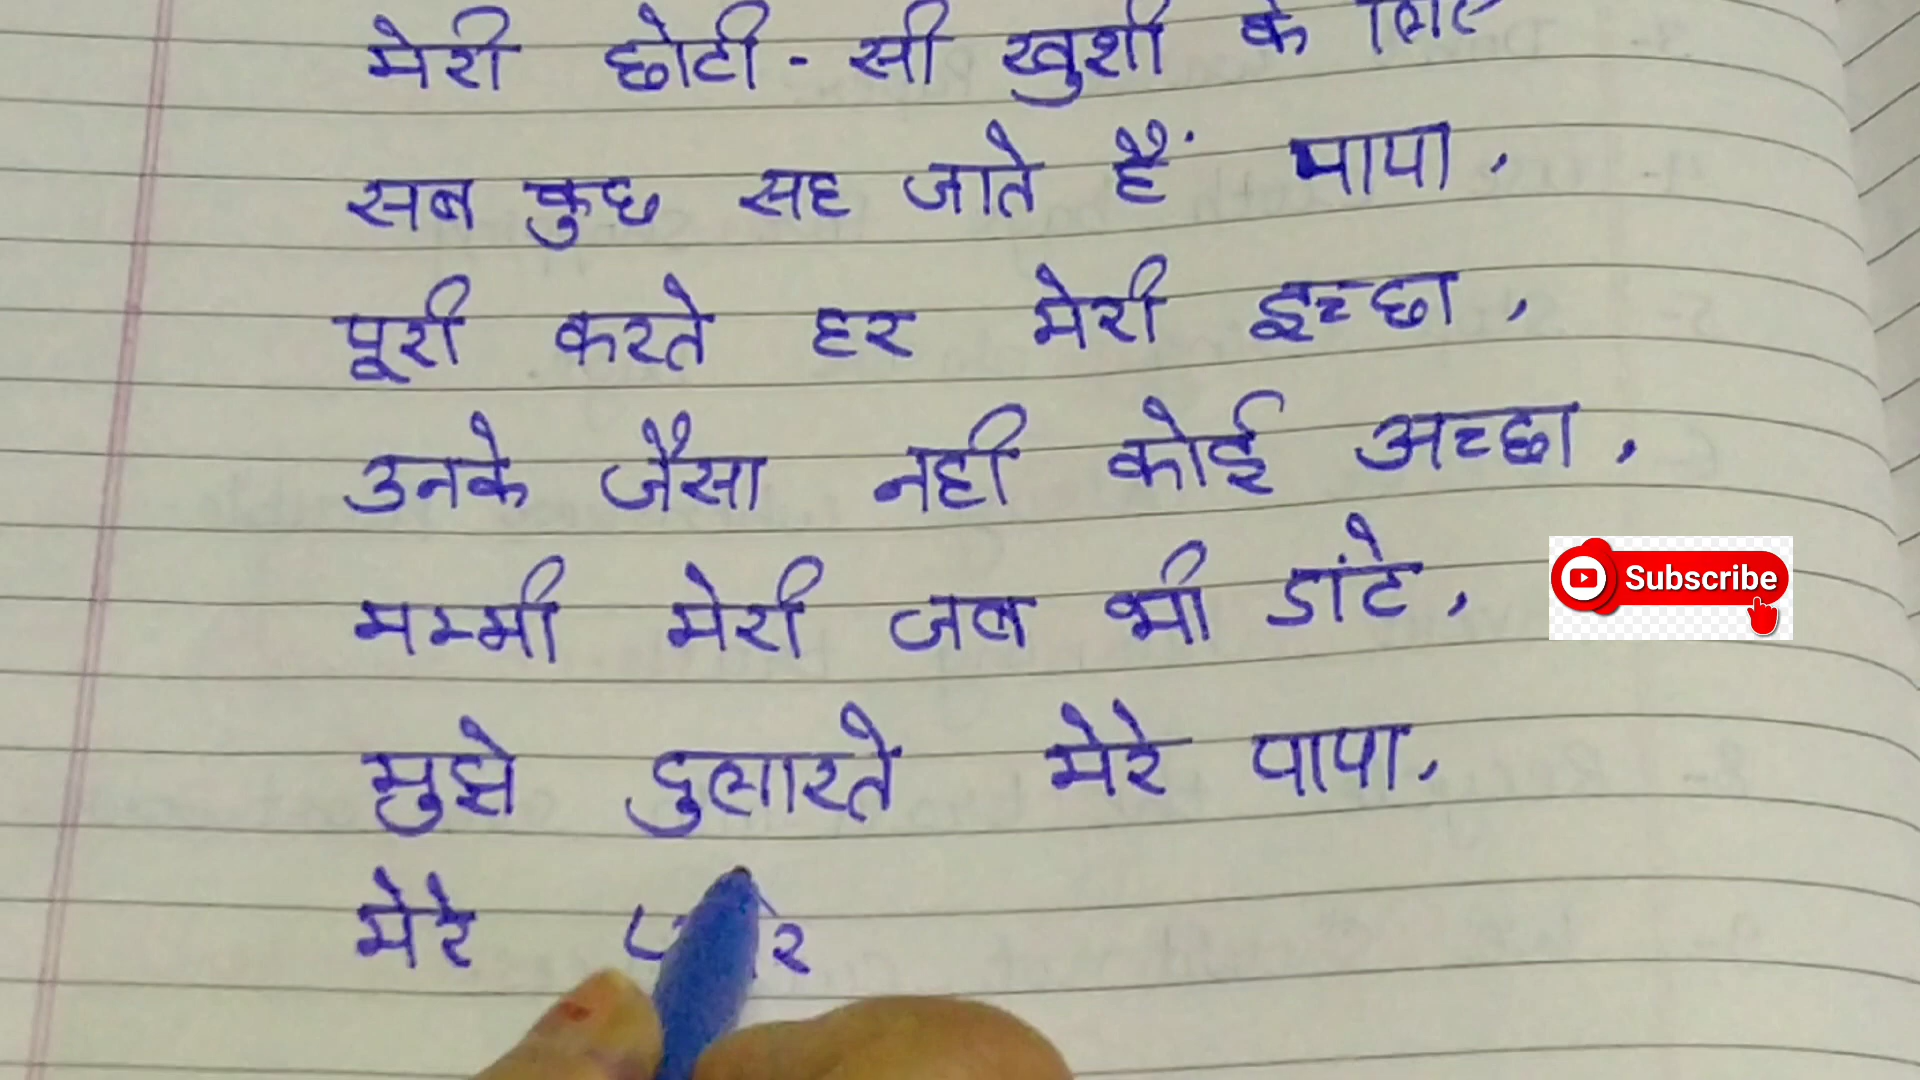 मेरी छोटी - सी खुशी के लिए
सब कुछ सह जाते हैं पापा,
पूरी करते हर मेरी इच्छा,
उनके जैसा नही कोई अच्छा,
मम्मी मेरी जब भी डांटे,
Subscribe
मुझे दुलारते मेरे पापा,
मेरे